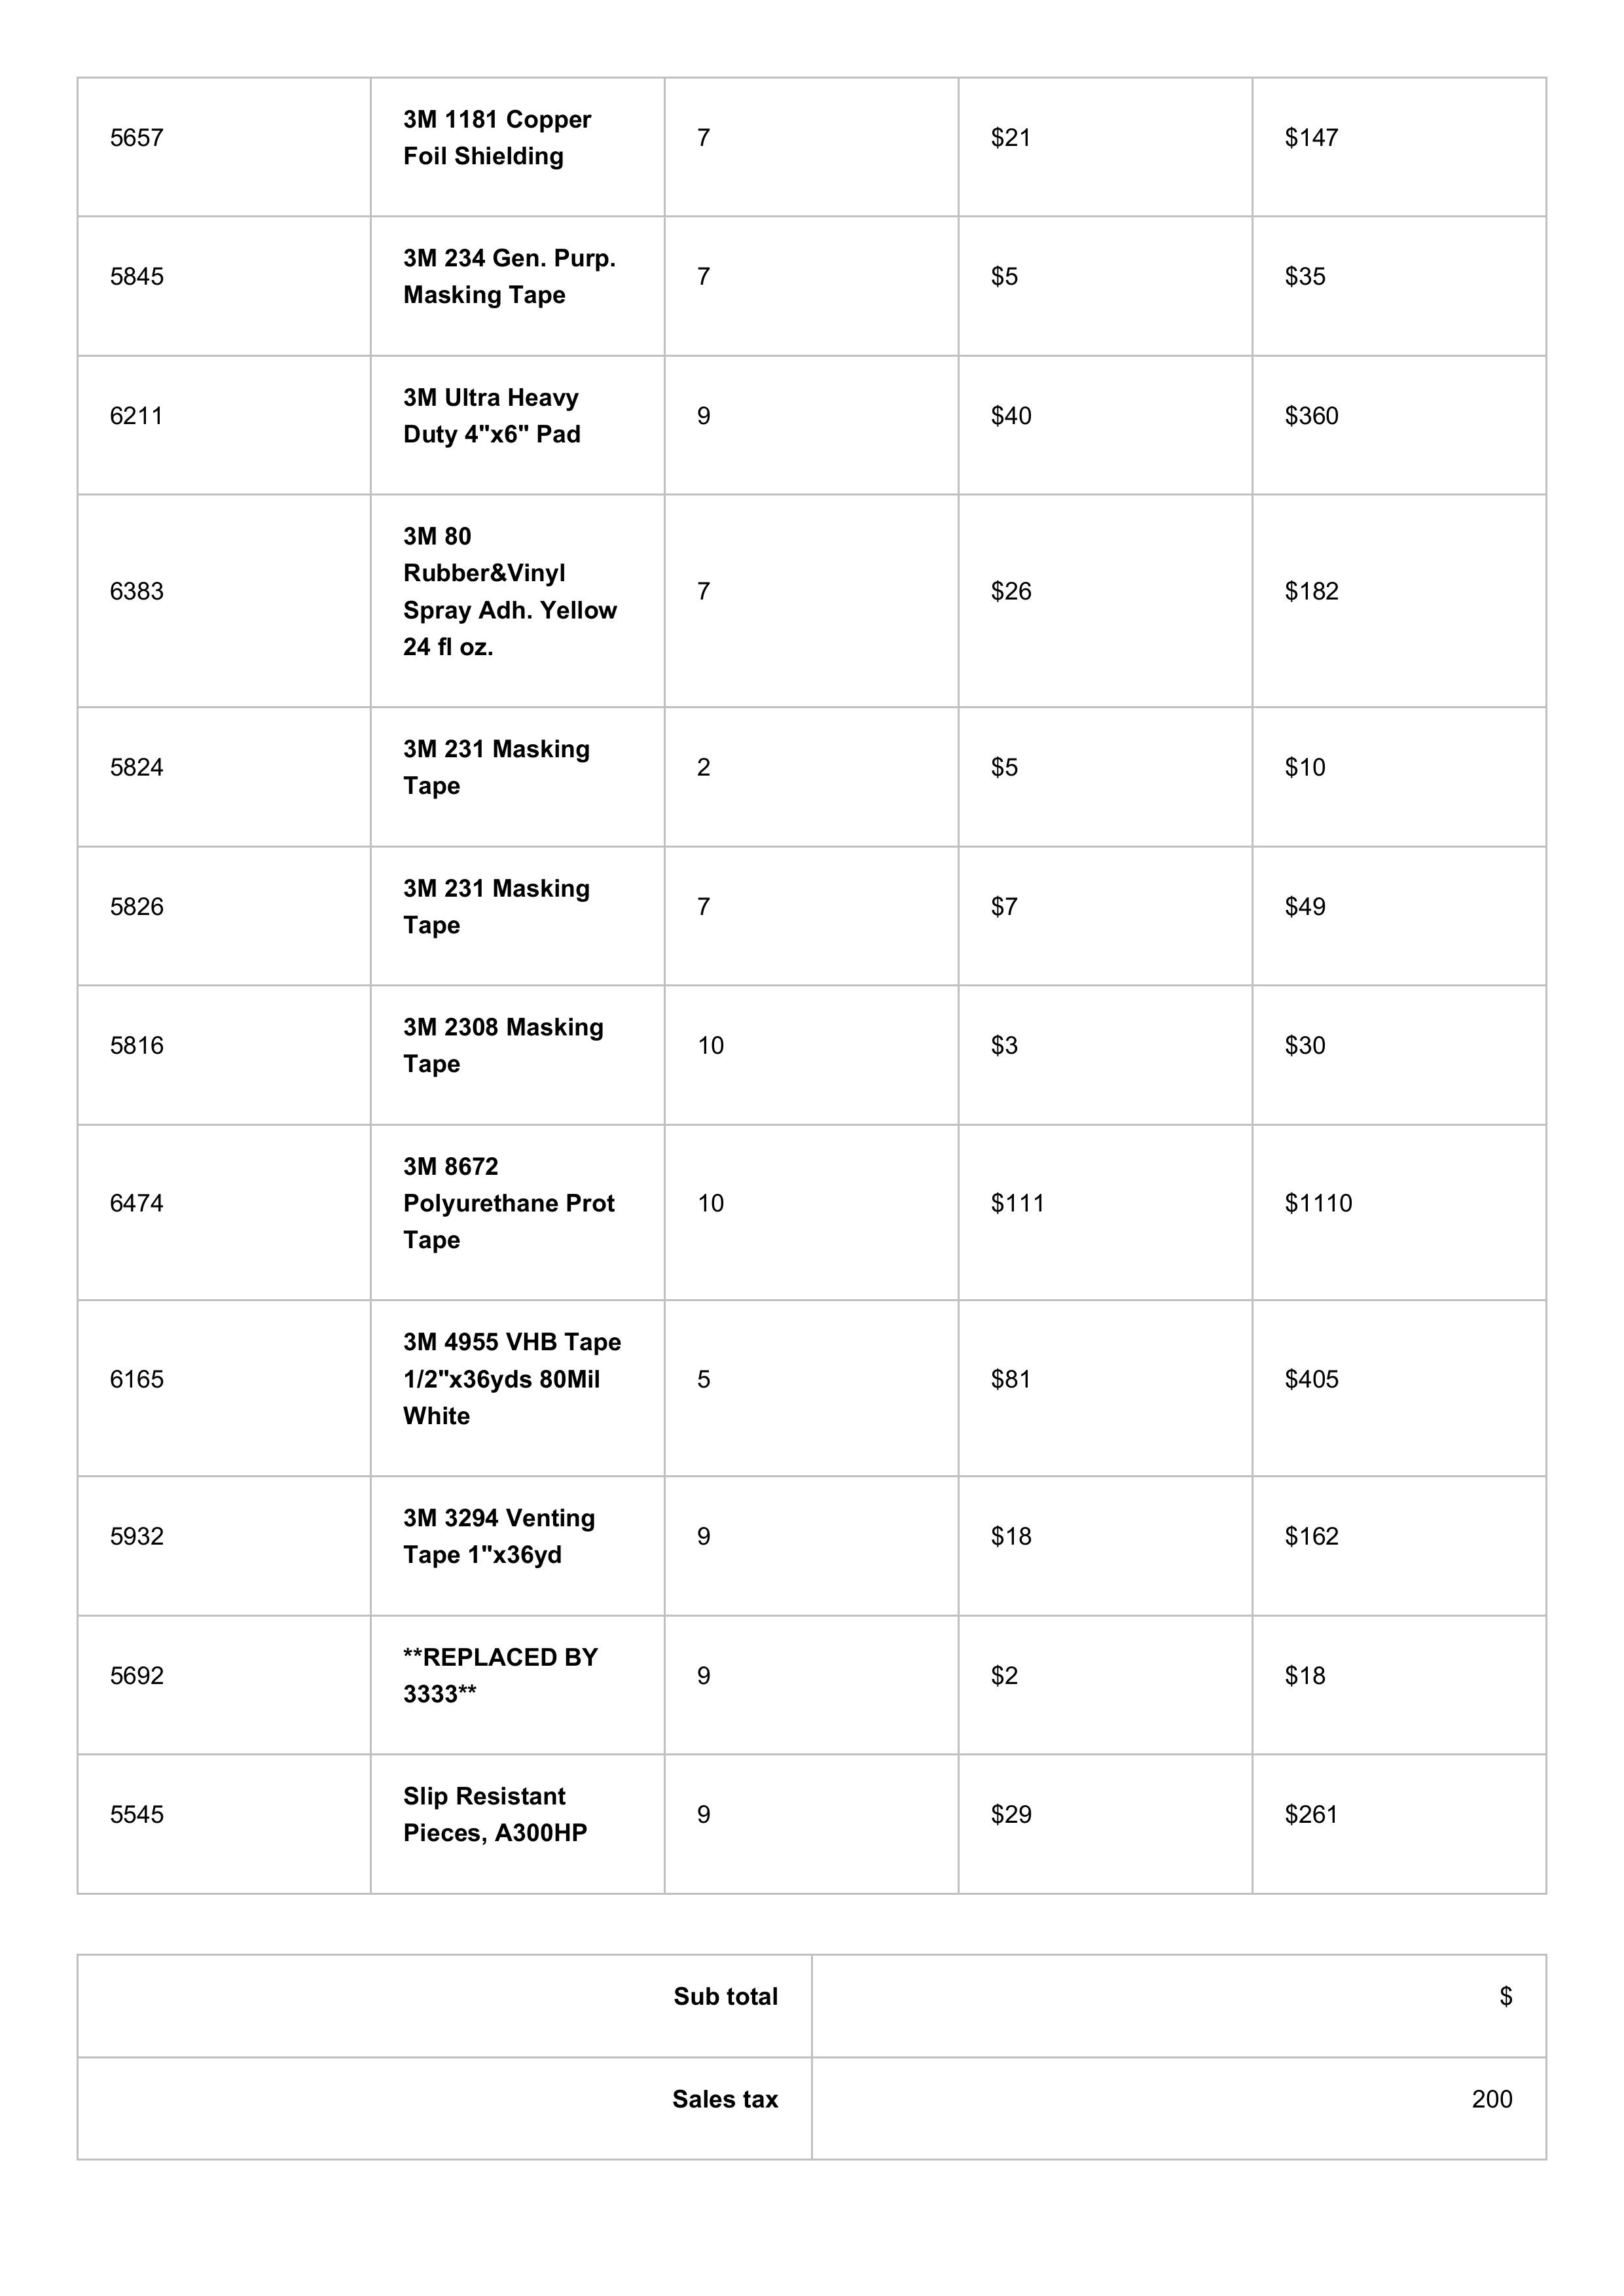 5657
3M 1181 Copper
Foil Shielding
7
$21
$147
5845
3M 234 Gen. Purp.
Masking Tape
7
$5
$35
6211
3M Ultra Heavy
Duty 4"x6" Pad
9
$40
$360
6383
3M 80
Rubber&Vinyl
Spray Adh. Yellow
24 fl oz.
7
$26
$182
5824
3M 231 Masking
Tape
2
$5
$10
5826
3M 231 Masking
Tape
7
$7
$49
5816
3M 2308 Masking
Tape
10
$3
$30
6474
3M 8672
Polyurethane Prot
Tape
10
$111
$1110
6165
3M 4955 VHB Tape
1/2"x36yds 80Mil
White
5
$81
$405
5932
3M 3294 Venting
Tape 1"x36yd
9
$18
$162
5692
**REPLACED BY
3333**
9
$2
$18
5545
Slip Resistant
Pieces, A300HP
9
$29
$261
Sub total
$
Sales tax
200